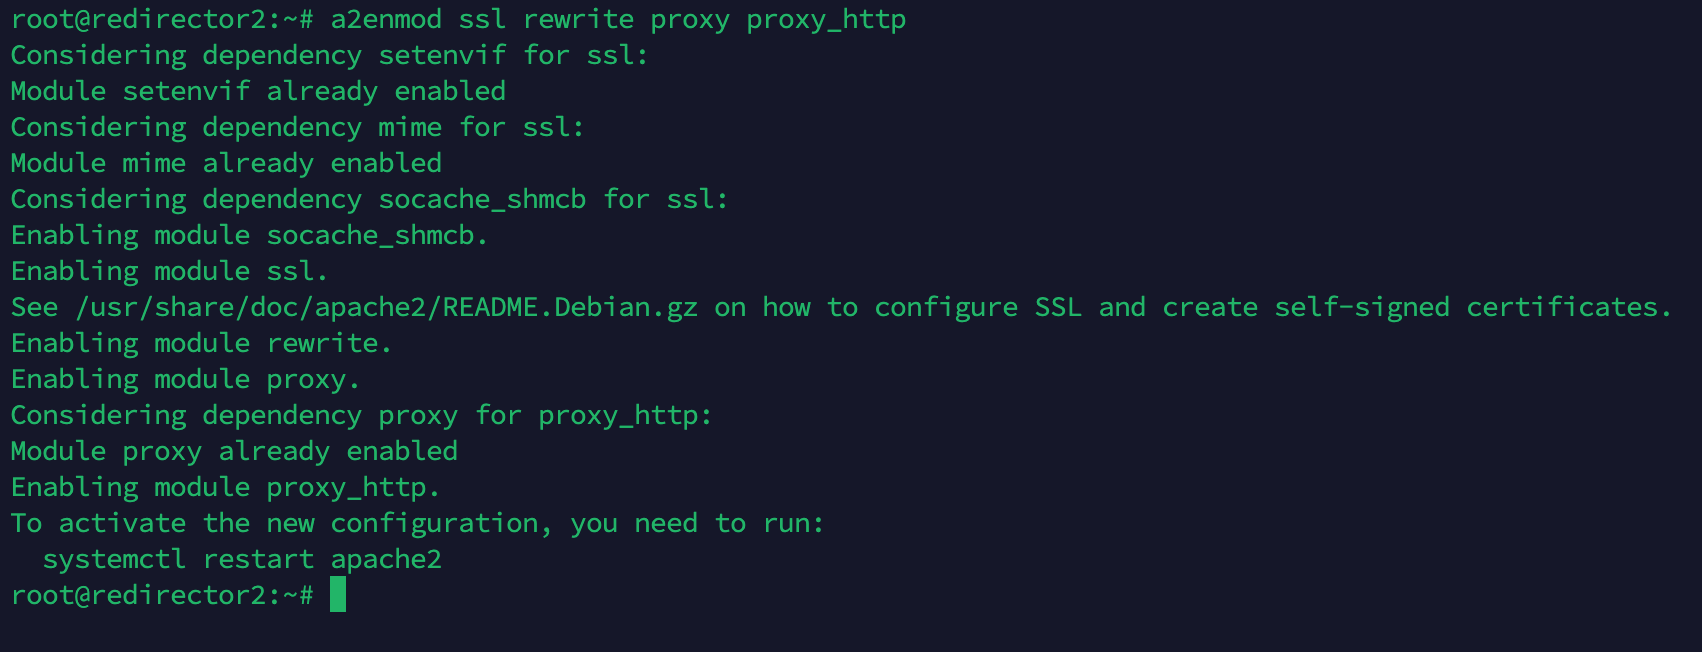 root@redirector2:~# a2enmod ssl rewrite proxy proxy_http
Considering dependency setenvif for ssl:
Module setenvif already enabled
Considering dependency mime for ssl:
Module mime already enabled
Considering dependency socache_shmcb for ssl:
Enabling module socache_shmcb.
Enabling module ssl.
See /usr/share/doc/apache2/README.Debian.gz on how to configure SSL and create self-signed certificates.
Enabling module rewrite.
Enabling module proxy.
Considering dependency proxy for proxy_http:
Module proxy already enabled
Enabling module proxy_http.
To activate the new configuration, you need to run:
  systemctl restart apache2
root@redirector2:~#